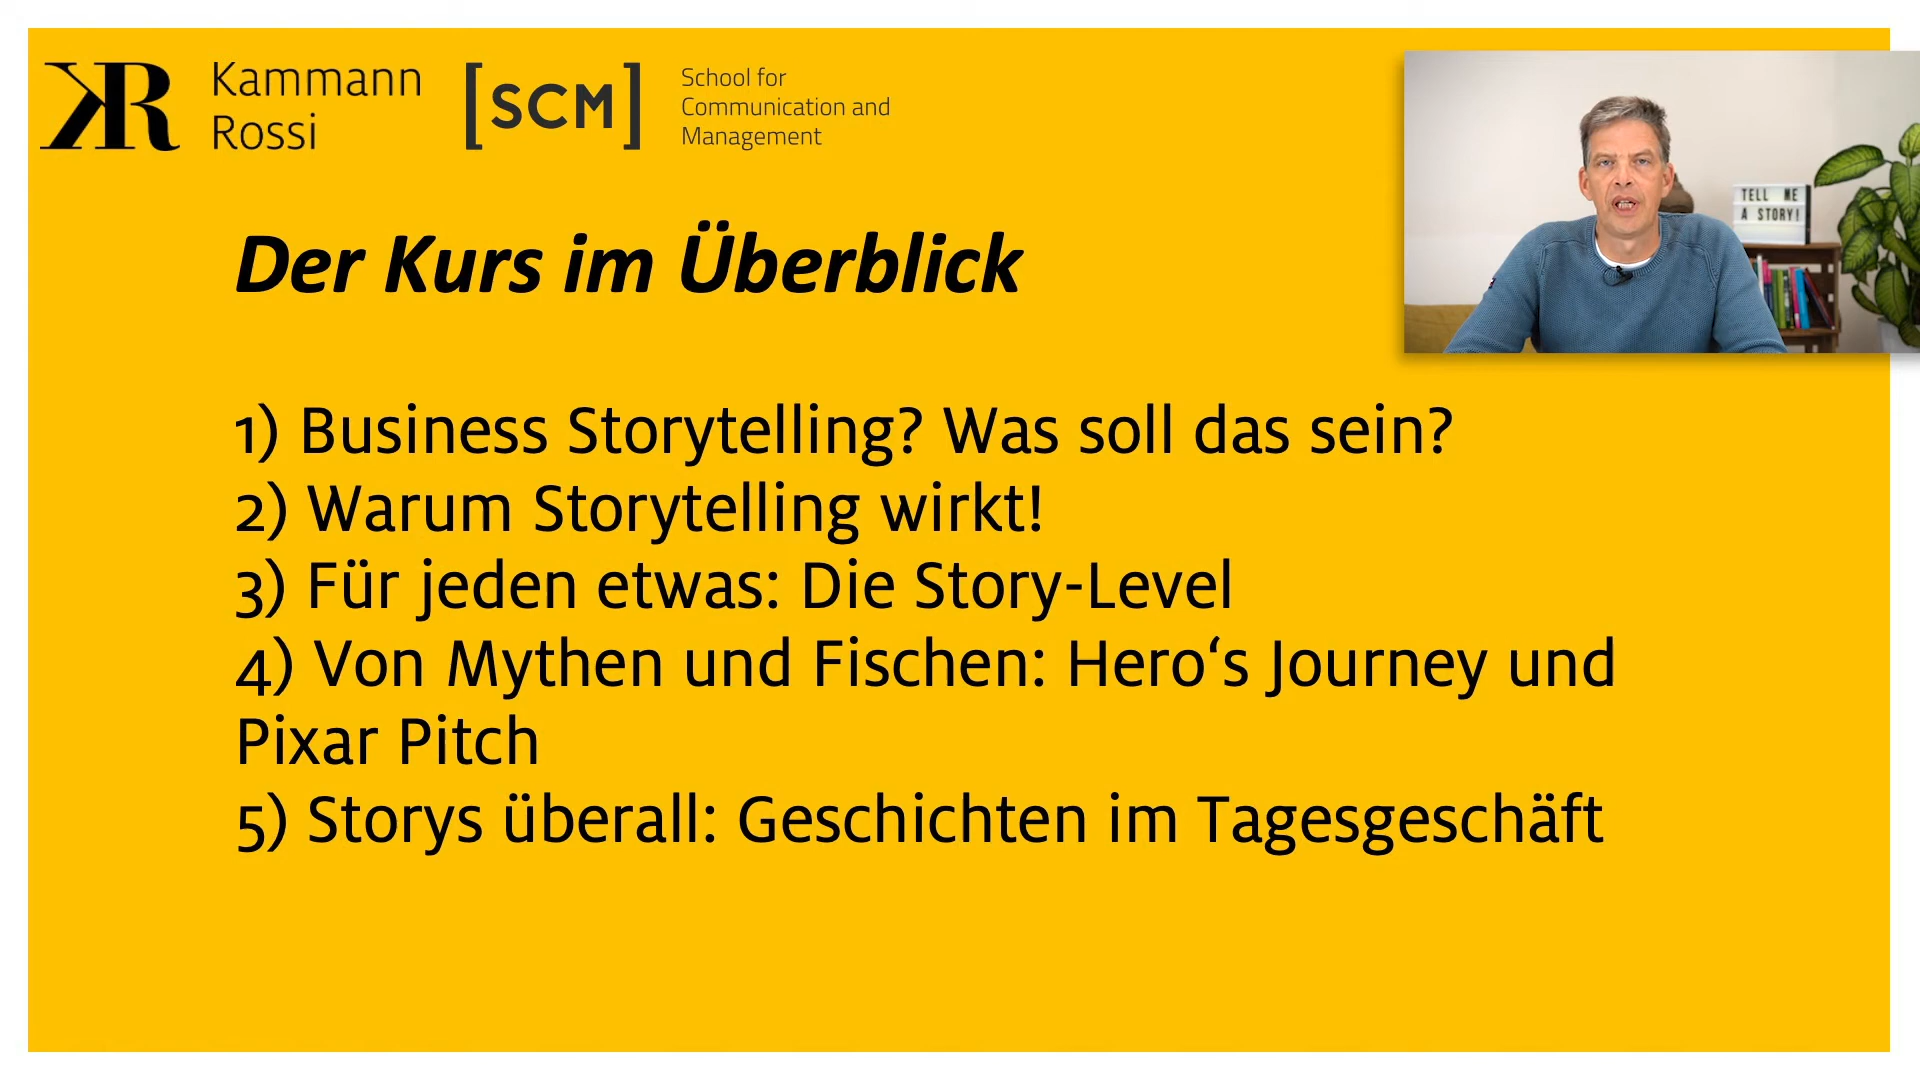 Kammann
Rossi
[SCM]
School for
Communication and
Management
TELL ME
A STORY!
Der Kurs im Überblick
1) Business Storytelling? Was soll das sein?
2) Warum Storytelling wirkt!
3) Für jeden etwas: Die Story-Level
4) Von Mythen und Fischen: Hero‘s Journey und
Pixar Pitch
5) Storys überall: Geschichten im Tagesgeschäft